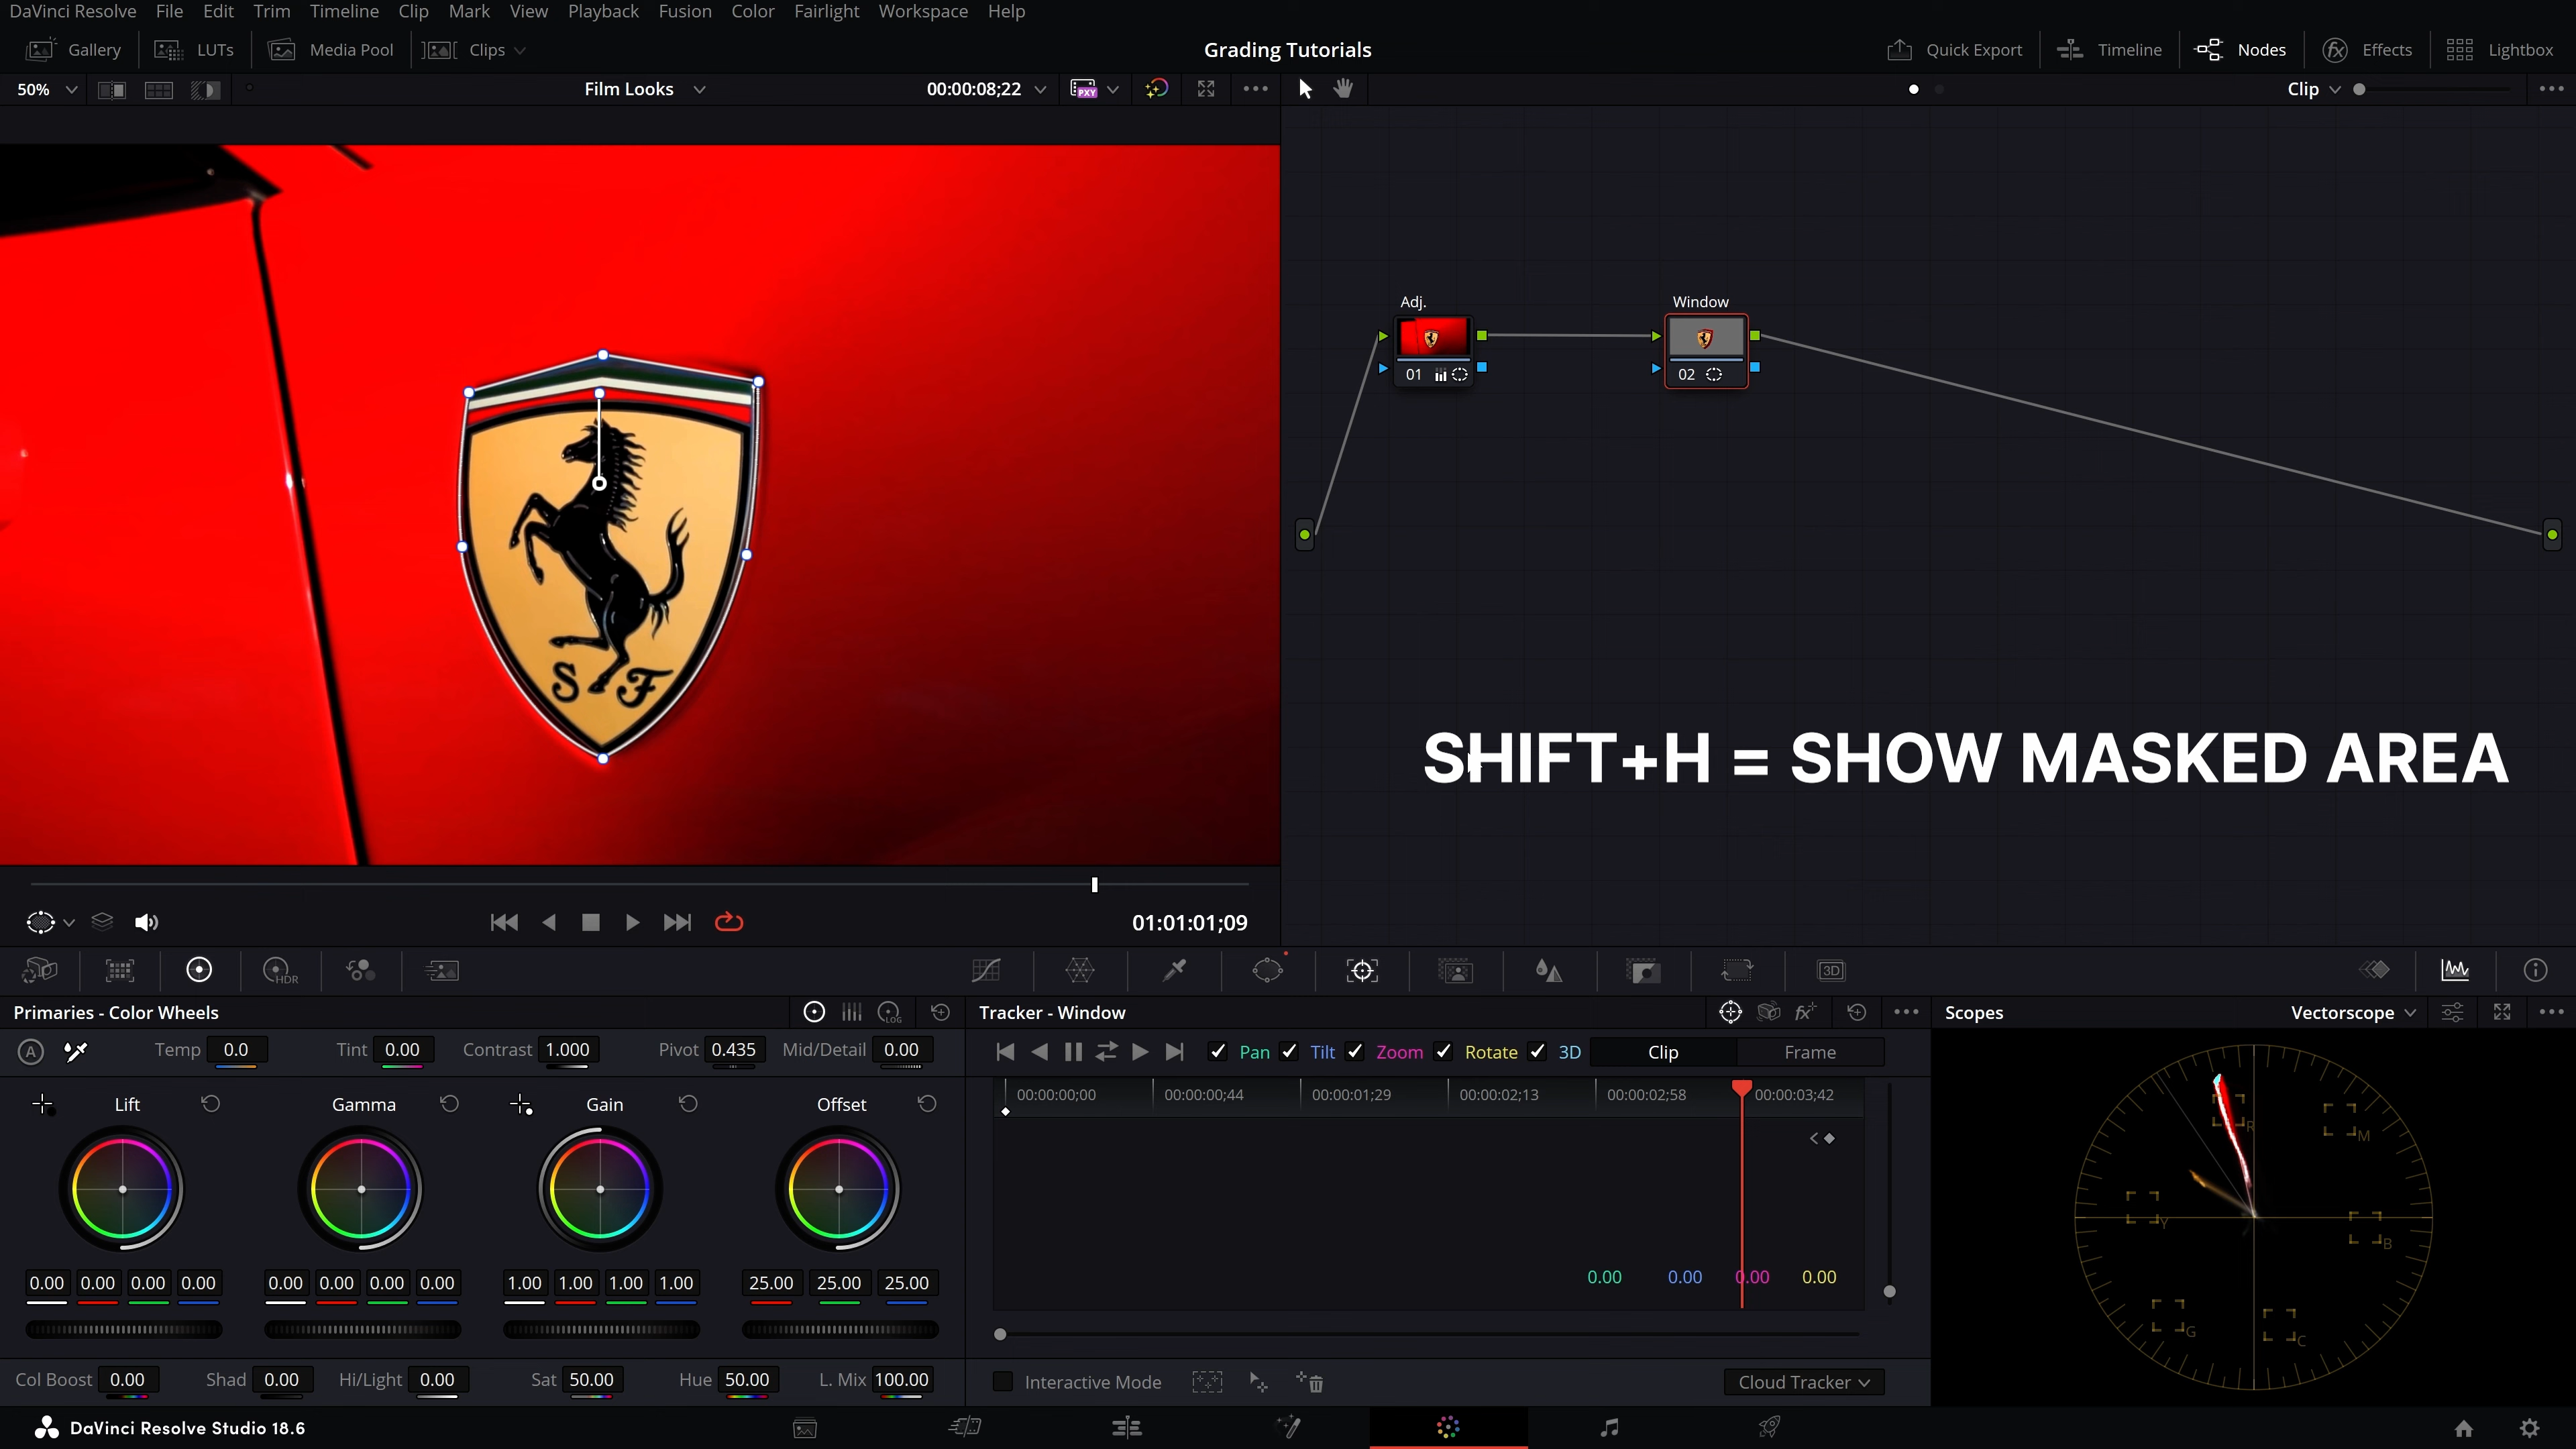 DaVinci Resolve File Edit Trim Timeline Clip Mark View Playback Fusion Color Fairlight Workspace Help
Gallery LUTs Media Pool Clips Grading Tutorials Quick Export Timeline Nodes Effects Lightbox
50% Film Looks 00:00:08;22 PXY Clip
Adj. Window
01 02
S F
SHIFT+H = SHOW MASKED AREA
01:01:01;09
HDR 3D
Primaries - Color Wheels LOG Tracker - Window fx Scopes Vectorscope
A Temp 0.0 Tint 0.00 Contrast 1.000 Pivot 0.435 Mid/Detail 0.00 Pan Tilt Zoom Rotate 3D Clip Frame
00:00:00;00 00:00:00;44 00:00:01;29 00:00:02;13 00:00:02;58 00:00:03;42
Lift Gamma Gain Offset
R M
Y B
G C
0.00 0.00 0.00 0.00 0.00 0.00 0.00 0.00 1.00 1.00 1.00 1.00 25.00 25.00 25.00 0.00 0.00 0.00 0.00
Col Boost 0.00 Shad 0.00 Hi/Light 0.00 Sat 50.00 Hue 50.00 L. Mix 100.00 Interactive Mode Cloud Tracker
DaVinci Resolve Studio 18.6